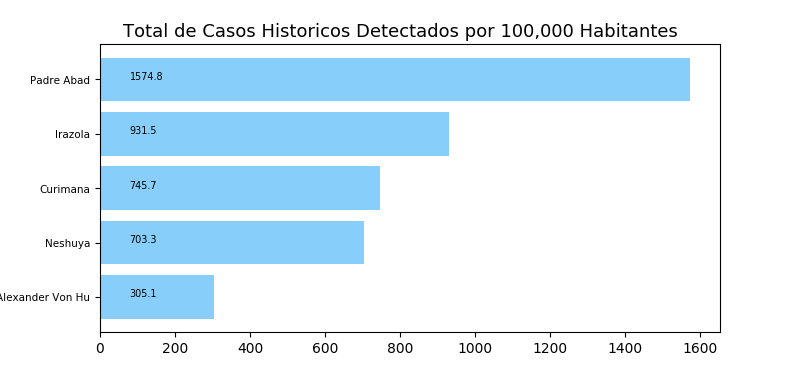 Total de Casos Historicos Detectados por 100,000 Habitantes
Padre Abad 1574.8
Irazola 931.5
Curimana 745.7
Neshuya 703.3
Alexander Von Hu 305.1
0 200 400 600 800 1000 1200 1400 1600